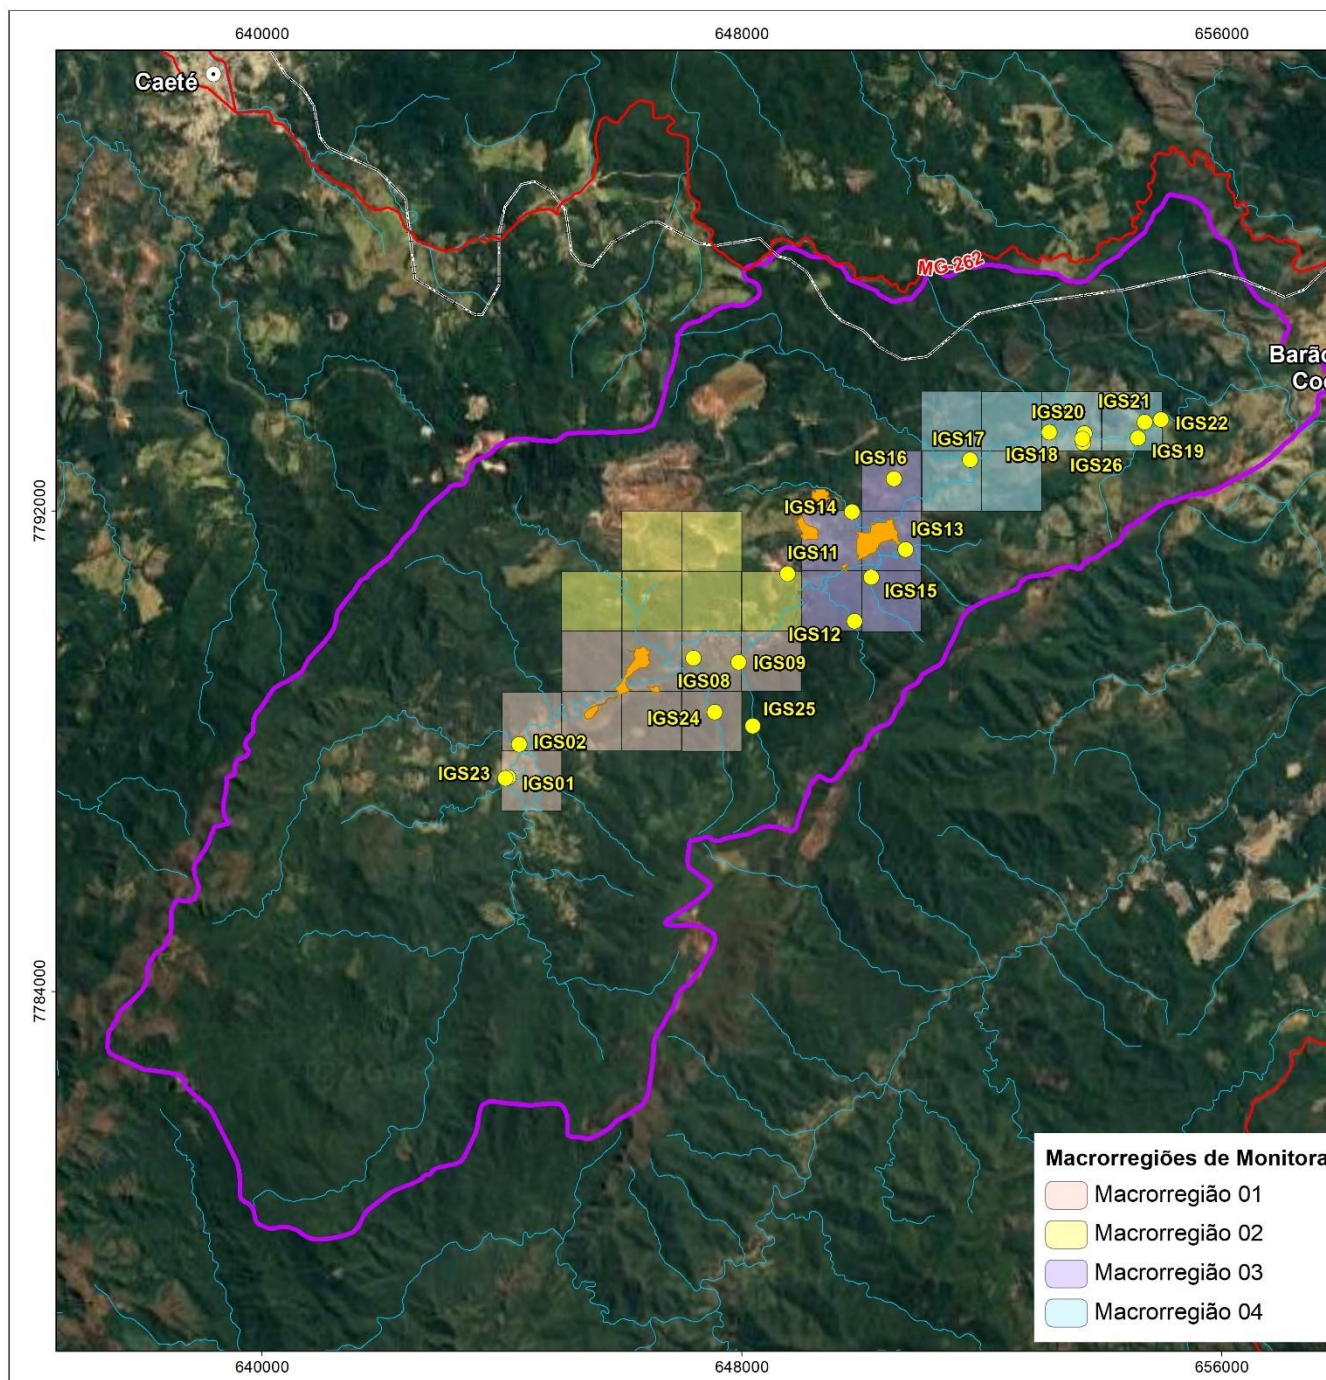 640000
648000
656000
Caeté
MG-262
Barão
Coc
IGS20
IGS21
IGS22
IGS17
IGS18
IGS19
IGS26
IGS16
7792000
IGS14
IGS13
IGS11
IGS15
IGS12
IGS09
IGS08
IGS24
IGS25
IGS02
IGS23
IGS01
7784000
Macrorregiões de Monitora
Macrorregião 01
Macrorregião 02
Macrorregião 03
Macrorregião 04
640000
648000
656000